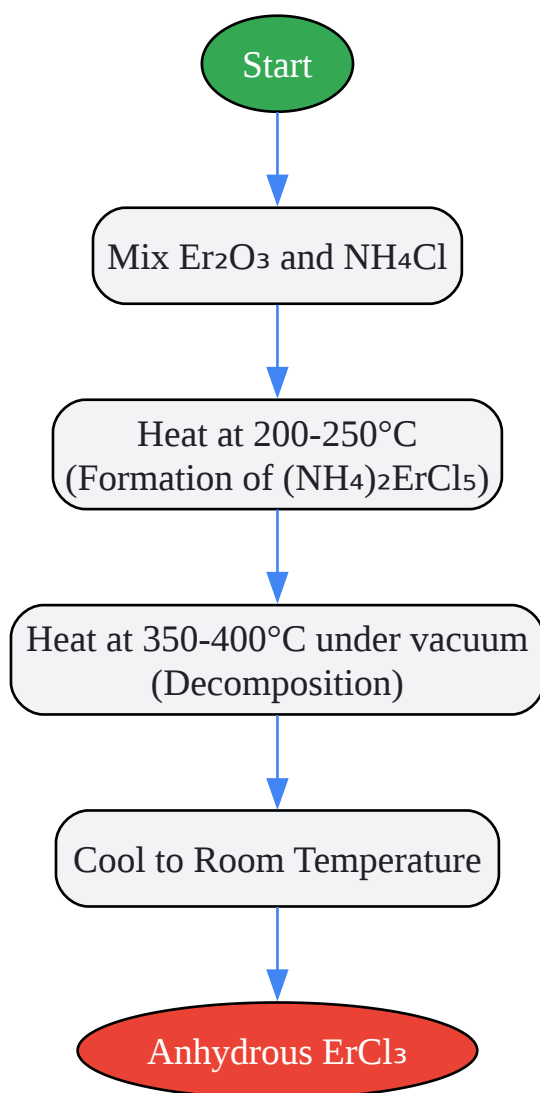 Start
Mix Er₂O₃ and NH₄Cl
Heat at 200-250°C
(Formation of (NH₄)₂ErCl₅)
Heat at 350-400°C under vacuum
(Decomposition)
Cool to Room Temperature
Anhydrous ErCl₃